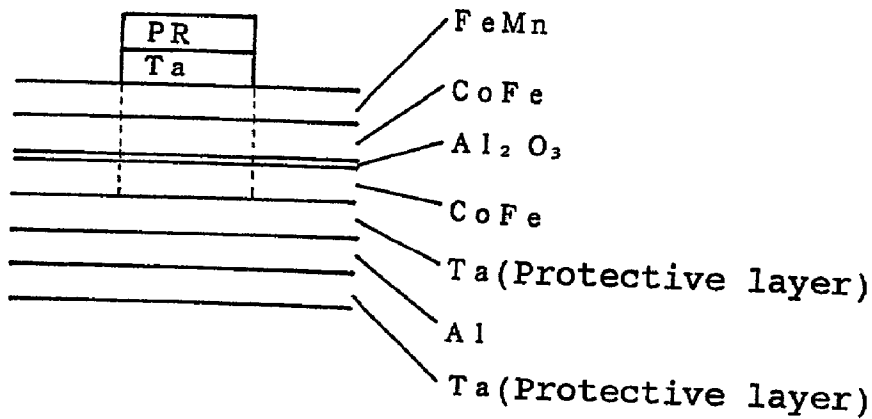 PR
Ta
FeMn
CoFe
Al₂O₃
CoFe
Ta(Protective layer)
Al
Ta(Protective layer)